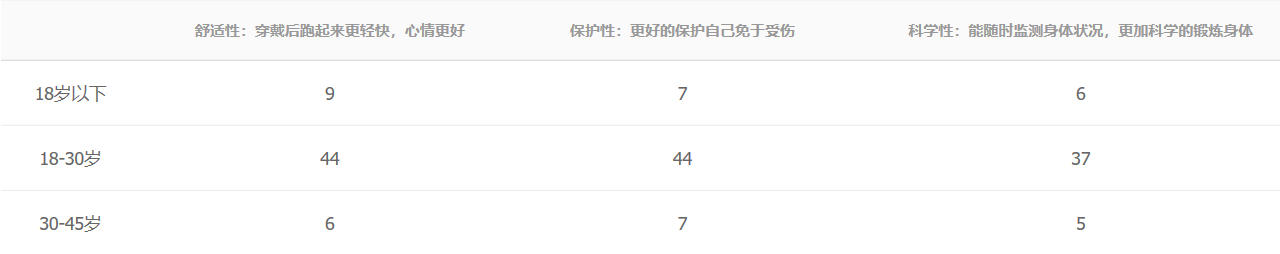 舒适性：穿戴后跑起来更轻快，心情更好 保护性：更好的保护自己免于受伤 科学性：能随时监测身体状况，更加科学的锻炼身体
18岁以下 9 7 6
18-30岁 44 44 37
30-45岁 6 7 5